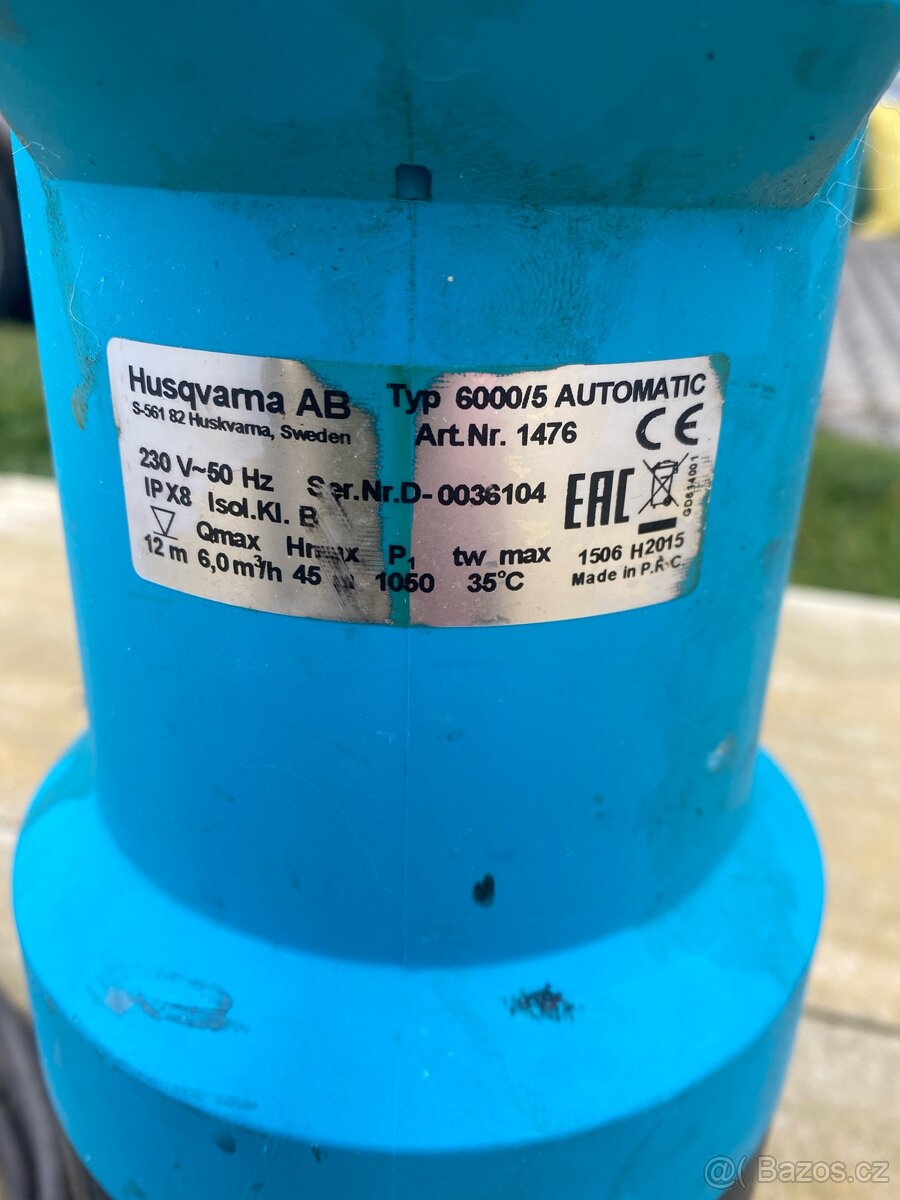 Husqvarna AB
S-561 82 Huskvarna, Sweden
Typ 6000/5 AUTOMATIC
Art.Nr. 1476
CE
230 V~50 Hz
Ser.Nr.D-0036104
IPX8 Isol.Kl. B
EAC
GD614001
Qmax Hmax P1 tw max
12 m 6,0 m³/h 45 1050 35°C
1506 H2015
Made in P.R.C.
@( Bazos.cz